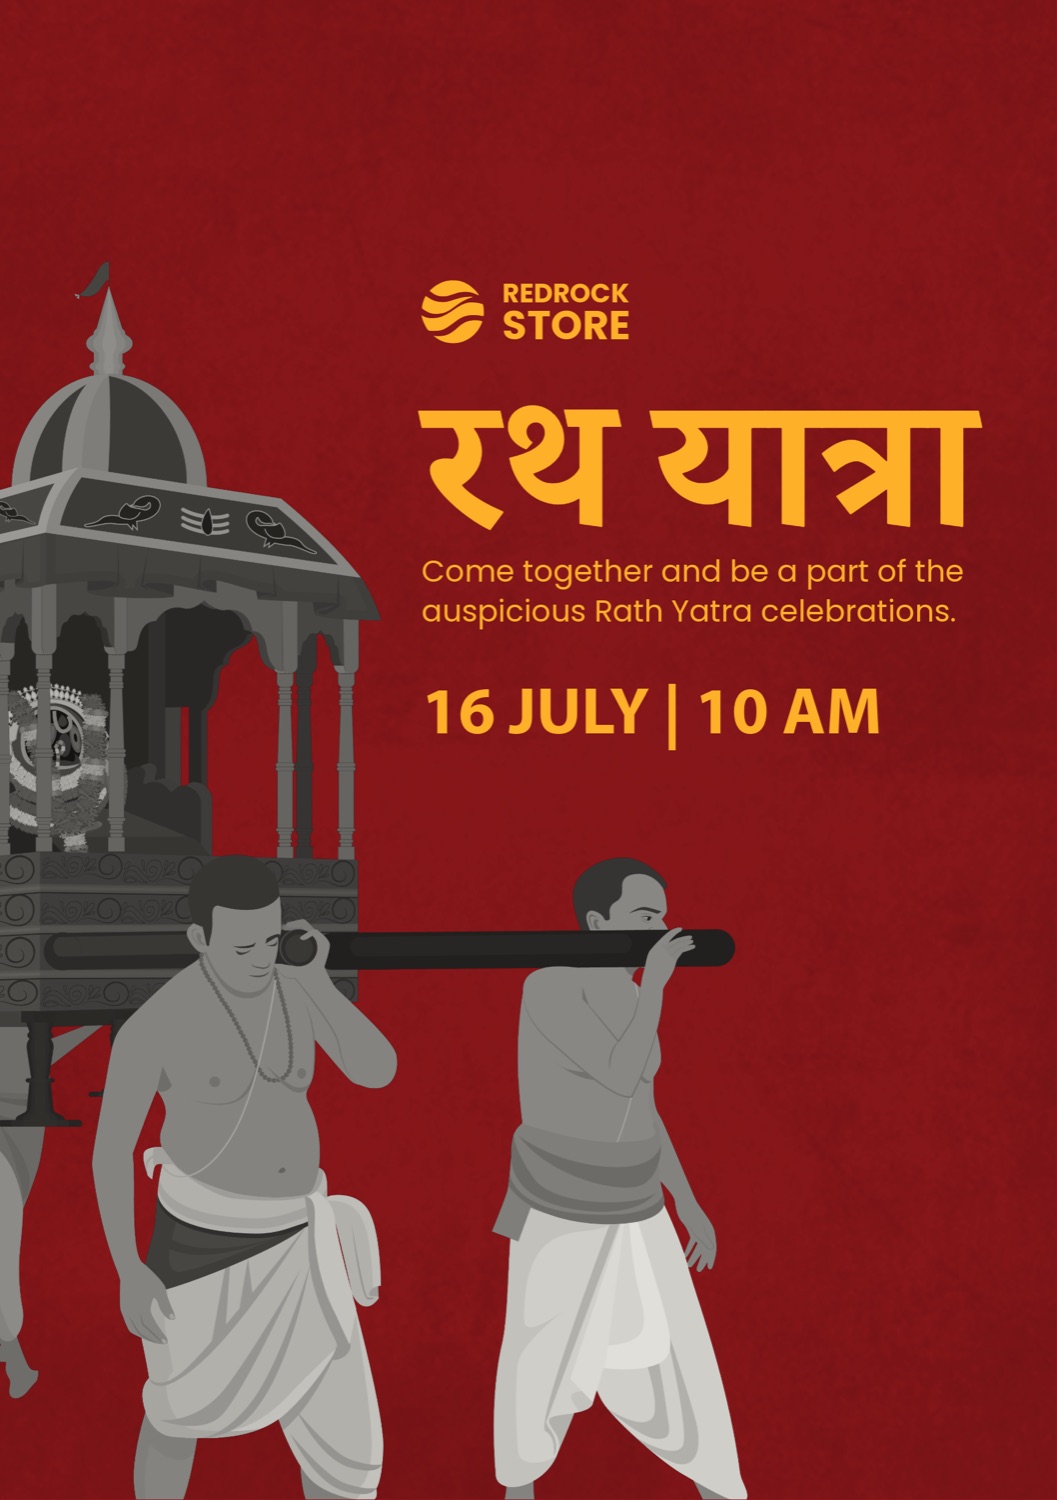 REDROCK
STORE
रथ यात्रा
Come together and be a part of the
auspicious Rath Yatra celebrations.
16 JULY | 10 AM